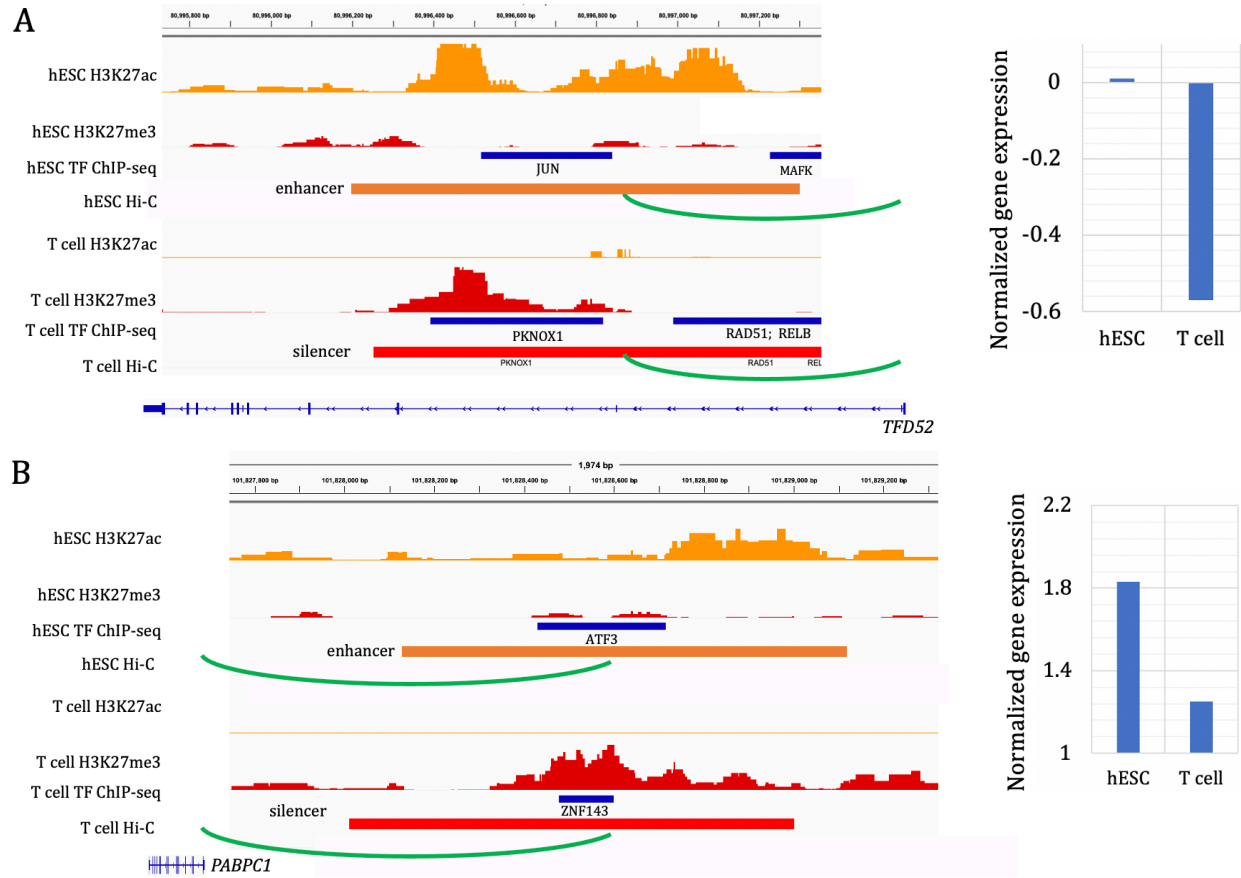 A
80,995,800 bp 80,996,000 bp 80,996,200 bp 80,996,400 bp 80,996,600 bp 80,996,800 bp 80,997,000 bp 80,997,200 bp
hESC H3K27ac
hESC H3K27me3
hESC TF ChIP-seq
JUN
MAFK
enhancer
hESC Hi-C
T cell H3K27ac
T cell H3K27me3
T cell TF ChIP-seq
PKNOX1
RAD51; RELB
silencer
T cell Hi-C
PKNOX1
RAD51
REL
TFD52
Normalized gene expression
0
-0.2
-0.4
-0.6
hESC T cell
B
1,974 bp
101,827,800 bp 101,828,000 bp 101,828,200 bp 101,828,400 bp 101,828,600 bp 101,828,800 bp 101,829,000 bp 101,829,200 bp
hESC H3K27ac
hESC H3K27me3
hESC TF ChIP-seq
ATF3
enhancer
hESC Hi-C
T cell H3K27ac
T cell H3K27me3
T cell TF ChIP-seq
ZNF143
silencer
T cell Hi-C
PABPC1
Normalized gene expression
2.2
1.8
1.4
1
hESC T cell